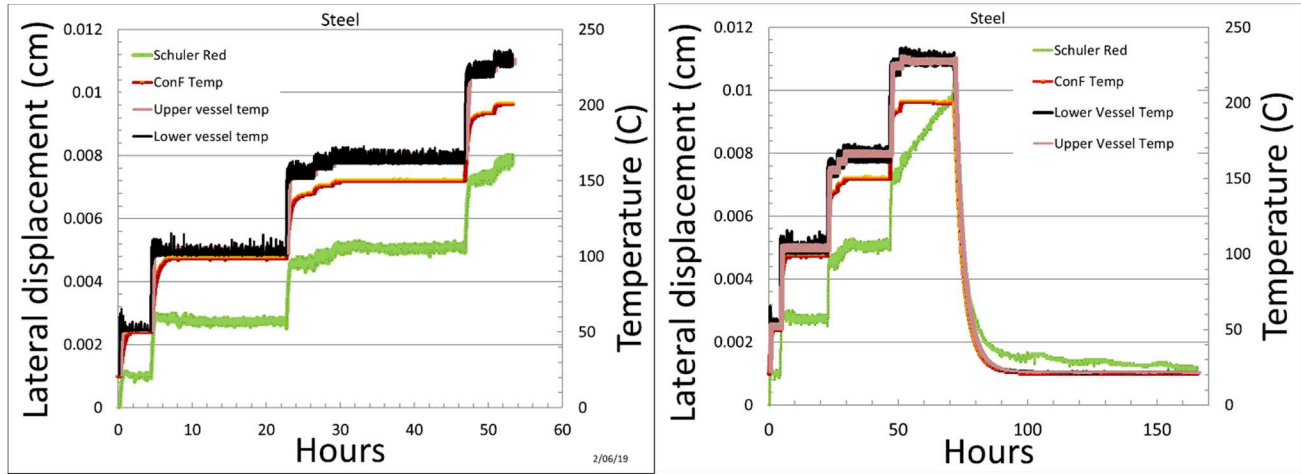 Steel
Lateral displacement (cm)
0.012
0.01
0.008
0.006
0.004
0.002
0
Schuler Red
ConF Temp
Upper vessel temp
Lower vessel temp
250
200
150
100
50
0
Temperature (C)
0 10 20 30 40 50 60
Hours
2/06/19
Steel
Lateral displacement (cm)
0.012
0.01
0.008
0.006
0.004
0.002
0
Schuler Red
ConF Temp
Lower Vessel Temp
Upper Vessel Temp
250
200
150
100
50
0
Temperature (C)
0 50 100 150
Hours